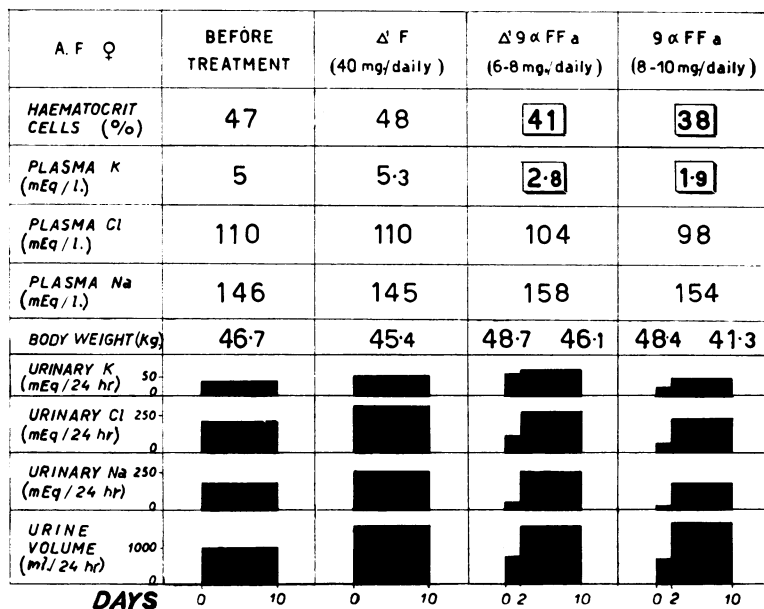 A. F ♀
BEFORE
TREATMENT
Δ' F
(40 mg/daily)
Δ' 9 α FF a
(6-8 mg./daily)
9 α FF a
(8-10 mg/daily)
HAEMATOCRIT
CELLS (%)
47
48
41
38
PLASMA K
(mEq/l.)
5
5·3
2·8
1·9
PLASMA Cl
(mEq/l.)
110
110
104
98
PLASMA Na
(mEq/l.)
146
145
158
154
BODY WEIGHT (Kg)
46·7
45·4
48·7 46·1
48·4 41·3
URINARY K
(mEq/24 hr)
50
0
URINARY Cl
(mEq/24 hr)
250
0
URINARY Na
(mEq/24 hr)
250
0
URINE
VOLUME
(ml/24 hr)
1000
0
DAYS
0 10
0 10
0 2 10
0 2 10